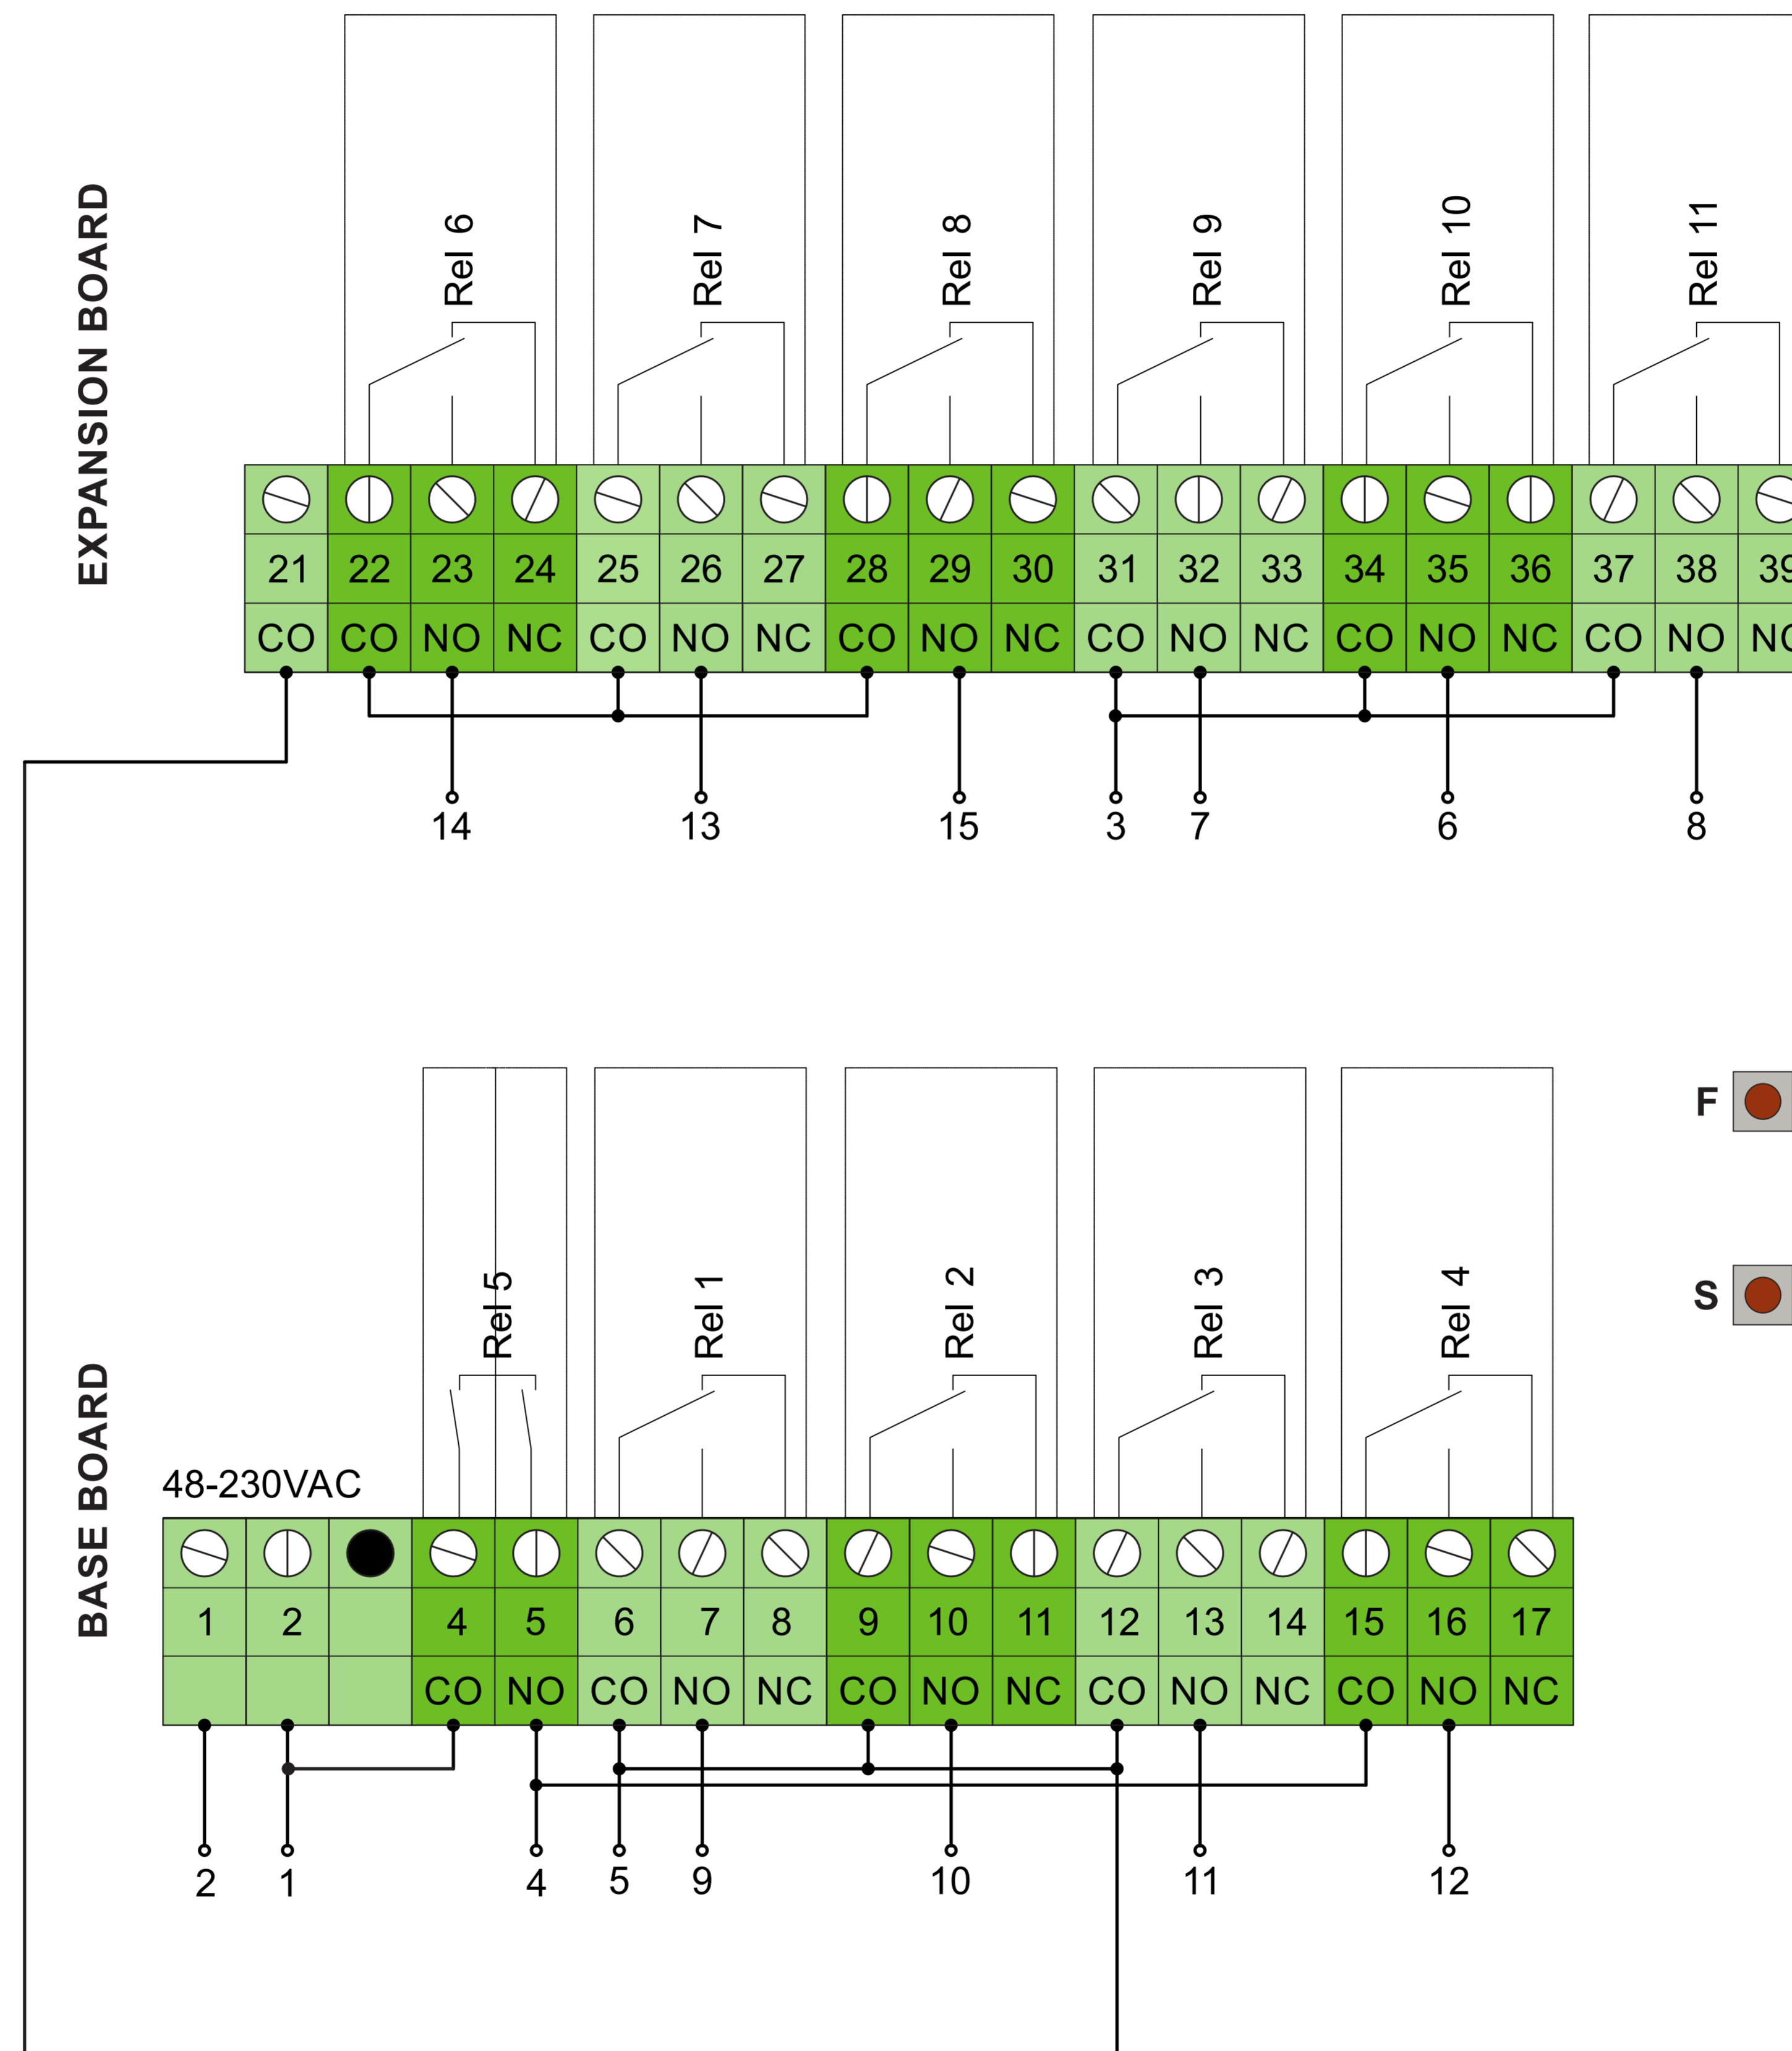 EXPANSION BOARD
Rel 6
Rel 7
Rel 8
Rel 9
Rel 10
Rel 11
21 22 23 24 25 26 27 28 29 30 31 32 33 34 35 36 37 38
CO CO NO NC CO NO NC CO NO NC CO NO NC CO NO NC CO NO
14 13 15 3 7 6 8
F
S
BASE BOARD
Rel 5
Rel 1
Rel 2
Rel 3
Rel 4
48-230VAC
1 2 4 5 6 7 8 9 10 11 12 13 14 15 16 17
CO NO CO NO NC CO NO NC CO NO NC CO NO NC
2 1 4 5 9 10 11 12